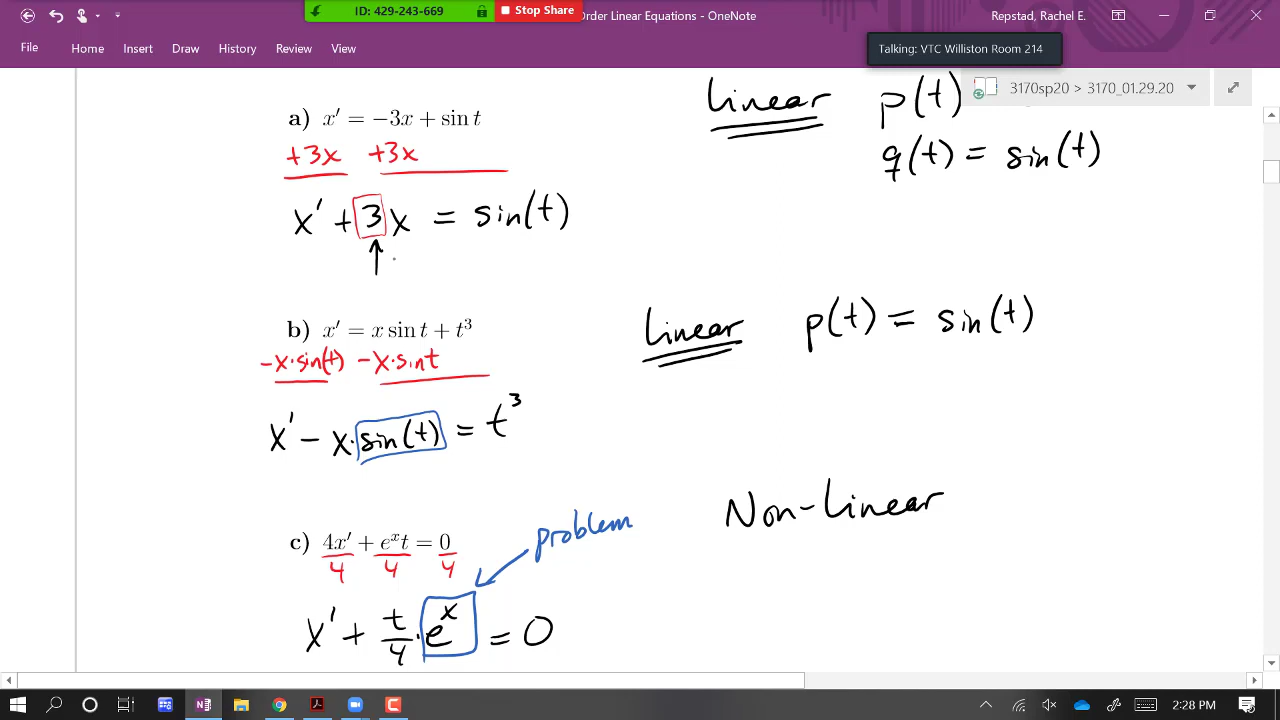 ID: 429-243-669 Stop Share
Order Linear Equations - OneNote
Repstad, Rachel E.
File Home Insert Draw History Review View
Talking: VTC Williston Room 214
3170sp20 > 3170_01.29.20
Linear p(t)
a) x′ = −3x + sin t
+3x +3x
q(t) = sin(t)
x′ + 3x = sin(t)
b) x′ = x sin t + t³
Linear p(t) = sin(t)
-x·sin(t) -x·sint
x′ − x·sin(t) = t³
Non-Linear
problem
c) 4x′ + eˣt = 0
4 4 4
x′ + t/4 · eˣ = 0
2:28 PM